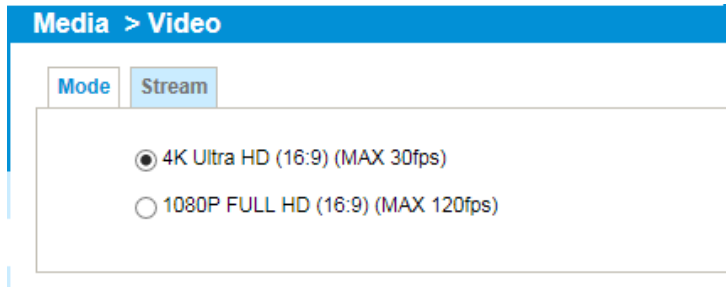 Media > Video
Mode Stream
4K Ultra HD (16:9) (MAX 30fps)
1080P FULL HD (16:9) (MAX 120fps)